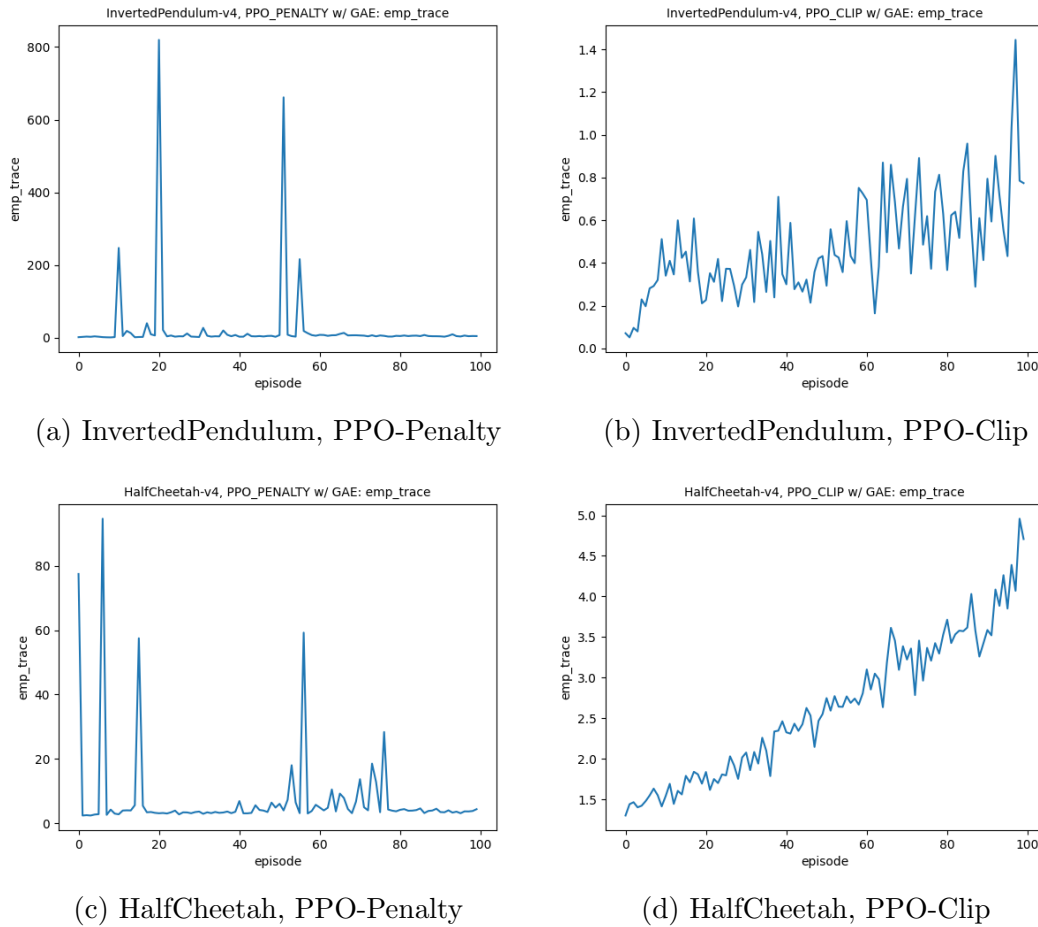 InvertedPendulum-v4, PPO_PENALTY w/ GAE: emp_trace
800
600
400
200
0
emp_trace
0 20 40 60 80 100
episode
(a) InvertedPendulum, PPO-Penalty
InvertedPendulum-v4, PPO_CLIP w/ GAE: emp_trace
1.4
1.2
1.0
0.8
0.6
0.4
0.2
0.0
emp_trace
0 20 40 60 80 100
episode
(b) InvertedPendulum, PPO-Clip
HalfCheetah-v4, PPO_PENALTY w/ GAE: emp_trace
80
60
40
20
0
emp_trace
0 20 40 60 80 100
episode
(c) HalfCheetah, PPO-Penalty
HalfCheetah-v4, PPO_CLIP w/ GAE: emp_trace
5.0
4.5
4.0
3.5
3.0
2.5
2.0
1.5
emp_trace
0 20 40 60 80 100
episode
(d) HalfCheetah, PPO-Clip